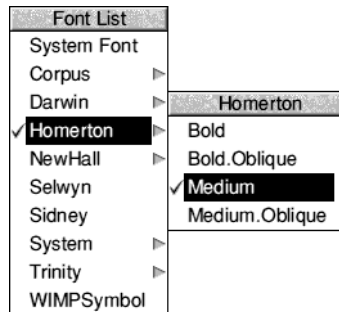 Font List
System Font
Corpus
Darwin
Homerton
NewHall
Selwyn
Sidney
System
Trinity
WIMPSymbol
Homerton
Bold
Bold.Oblique
Medium
Medium.Oblique